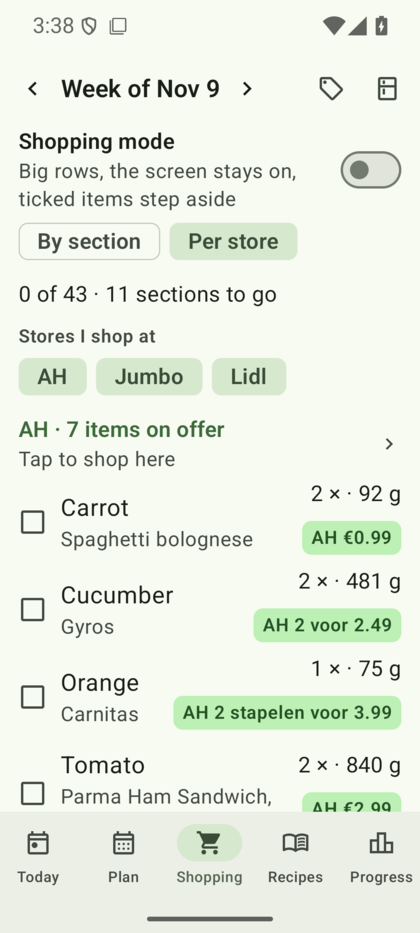 3:38
Week of Nov 9
Shopping mode
Big rows, the screen stays on,
ticked items step aside
By section
Per store
0 of 43 · 11 sections to go
Stores I shop at
AH
Jumbo
Lidl
AH · 7 items on offer
Tap to shop here
Carrot
2 × · 92 g
Spaghetti bolognese
AH €0.99
Cucumber
2 × · 481 g
Gyros
AH 2 voor 2.49
Orange
1 × · 75 g
Carnitas
AH 2 stapelen voor 3.99
Tomato
2 × · 840 g
Parma Ham Sandwich,
AH €2.99
Today
Plan
Shopping
Recipes
Progress